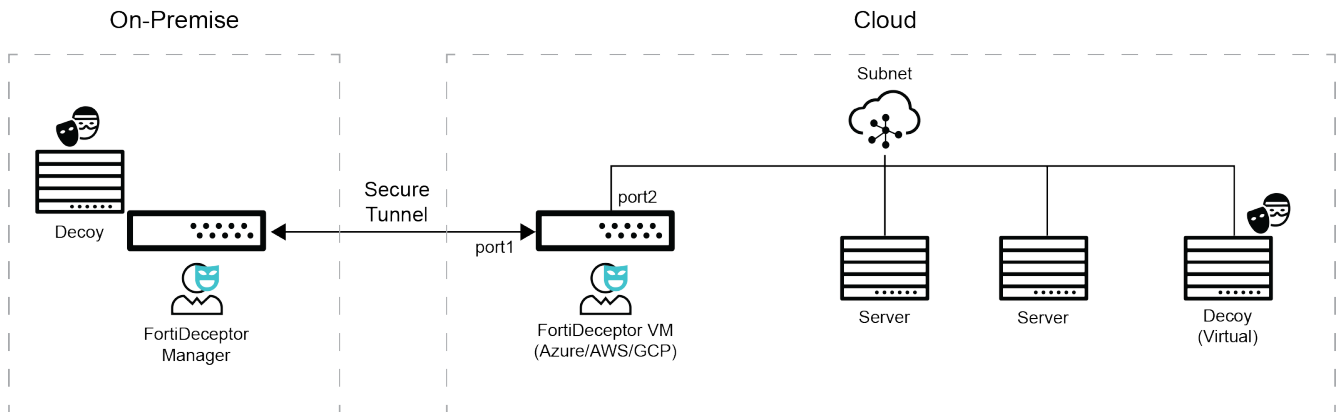 On-Premise
Cloud
Subnet
Secure
Tunnel
port2
port1
Decoy
FortiDeceptor
Manager
FortiDeceptor VM
(Azure/AWS/GCP)
Server
Server
Decoy
(Virtual)